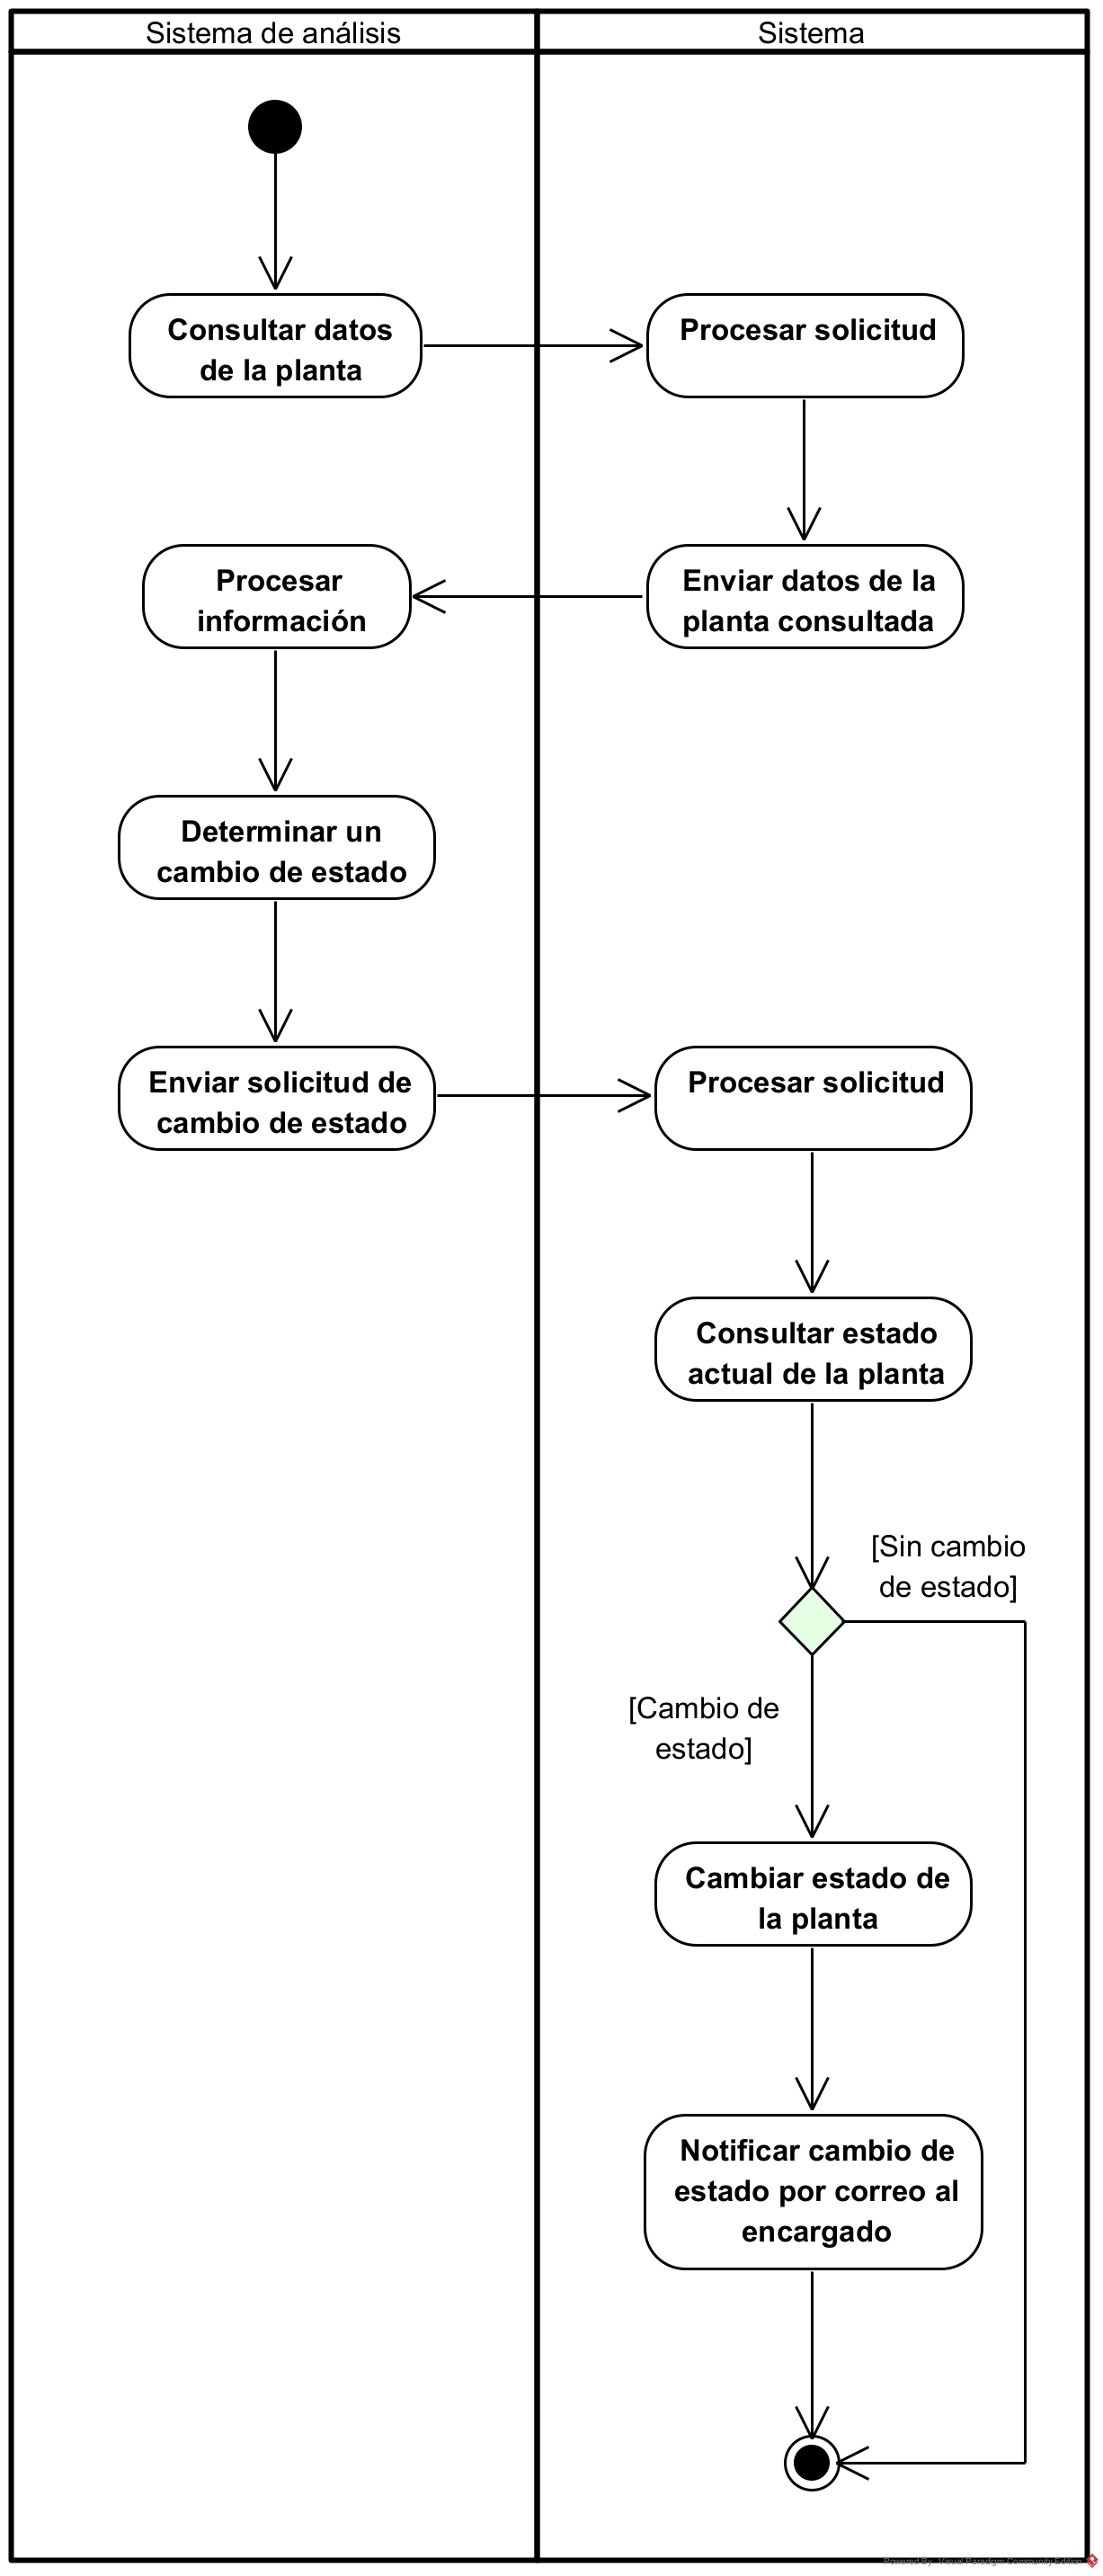 Sistema de análisis
Sistema
Consultar datos
de la planta
Procesar solicitud
Procesar
información
Enviar datos de la
planta consultada
Determinar un
cambio de estado
Enviar solicitud de
cambio de estado
Procesar solicitud
Consultar estado
actual de la planta
[Sin cambio
de estado]
[Cambio de
estado]
Cambiar estado de
la planta
Notificar cambio de
estado por correo al
encargado
Powered By Visual Paradigm Community Edition